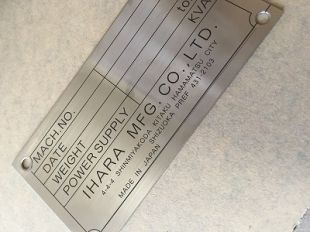 MACH.NO.
DATE
WEIGHT to
POWER SUPPLY KVA
IHARA MFG.CO.,LTD.
4-4-4 SHINMIYAKODA KITAKU HAMAMATSU CITY
SHIZUOKA PREF 431-2103
MADE IN JAPAN